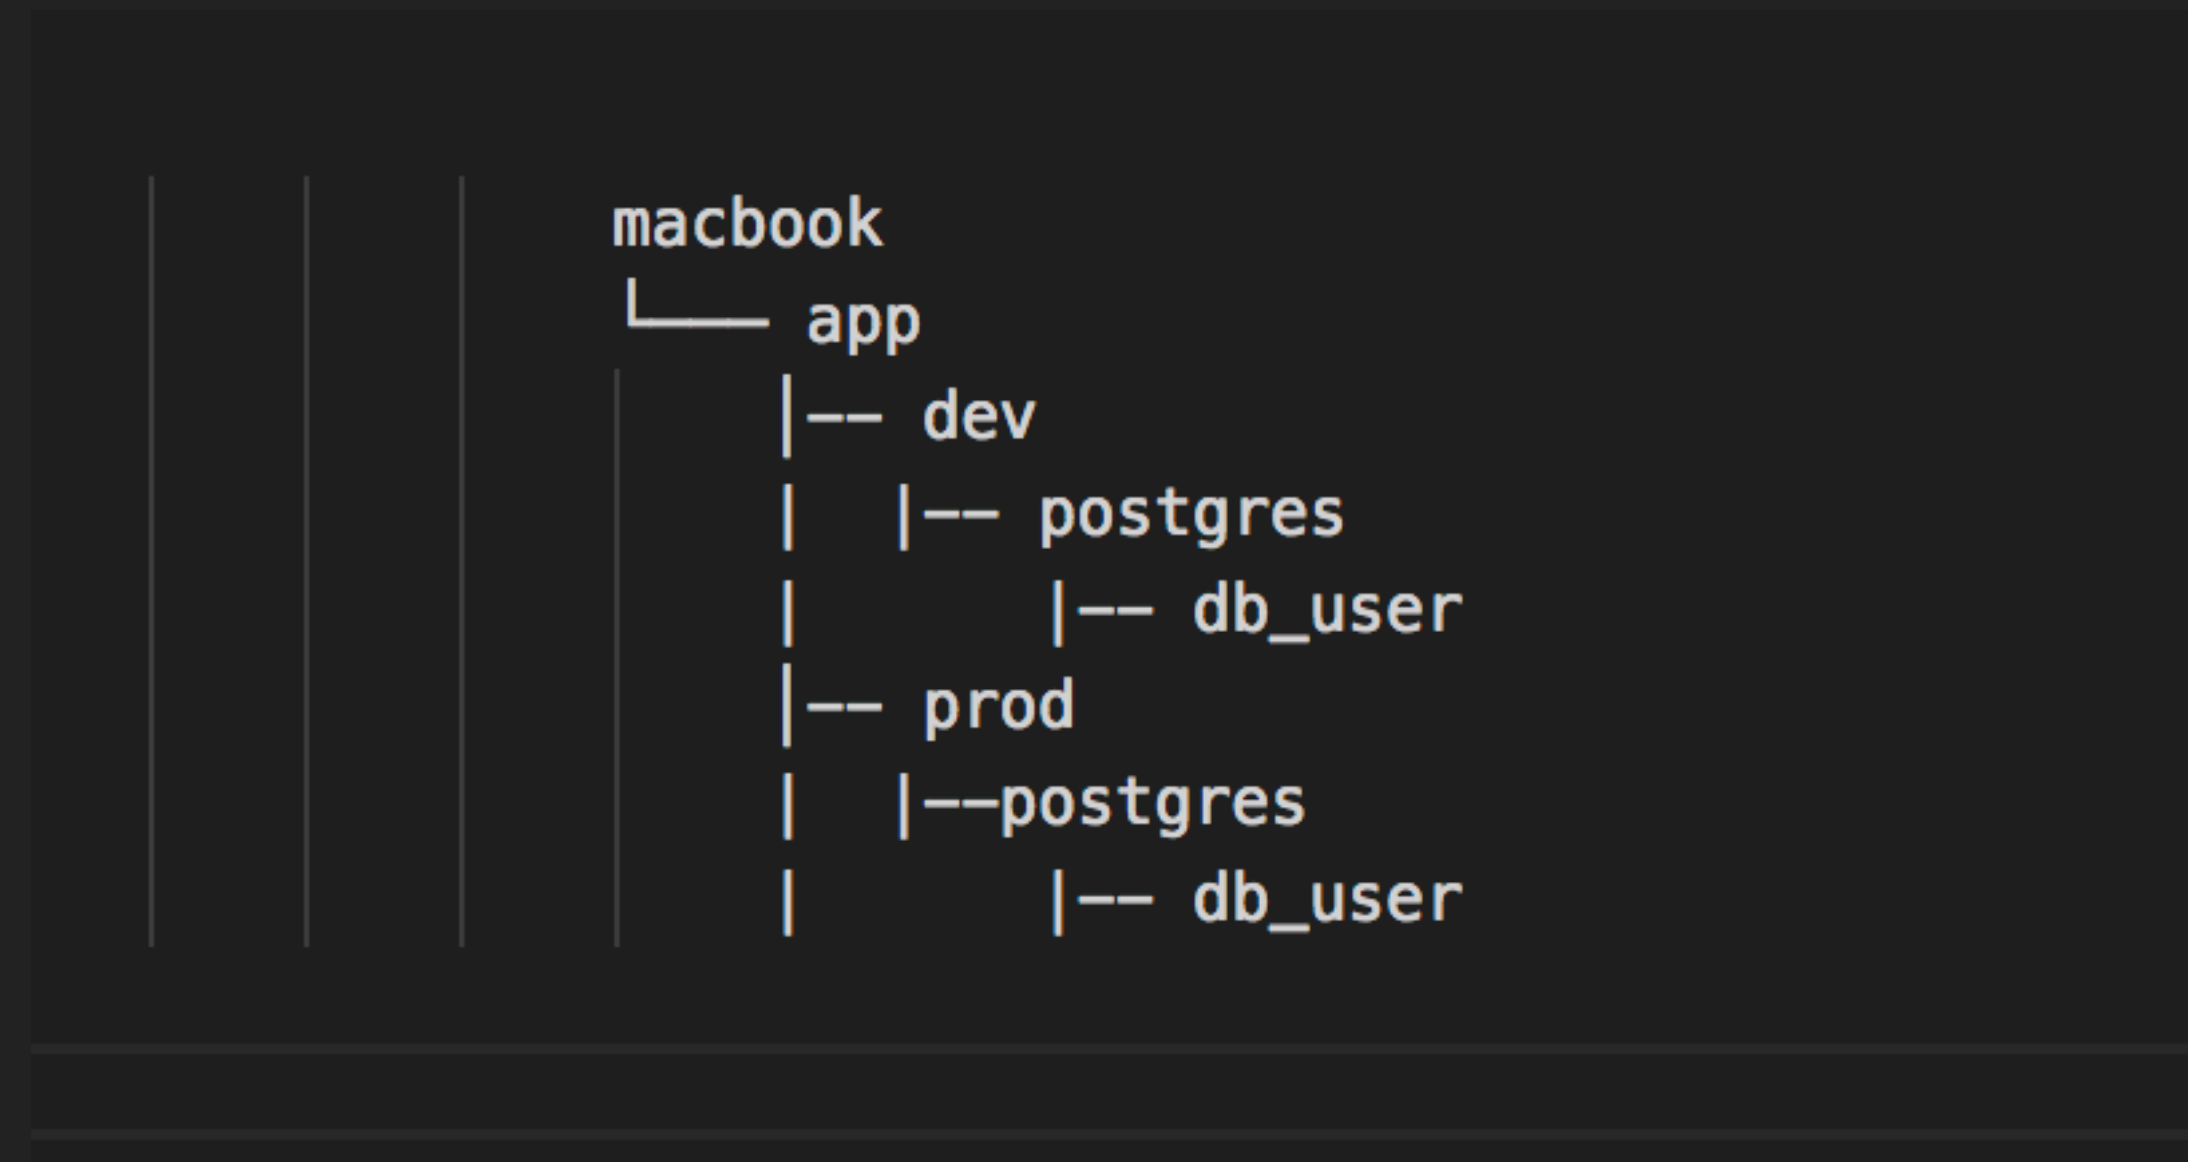 macbook
└── app
    |-- dev
    |  |-- postgres
    |      |-- db_user
    |-- prod
    |  |--postgres
    |      |-- db_user